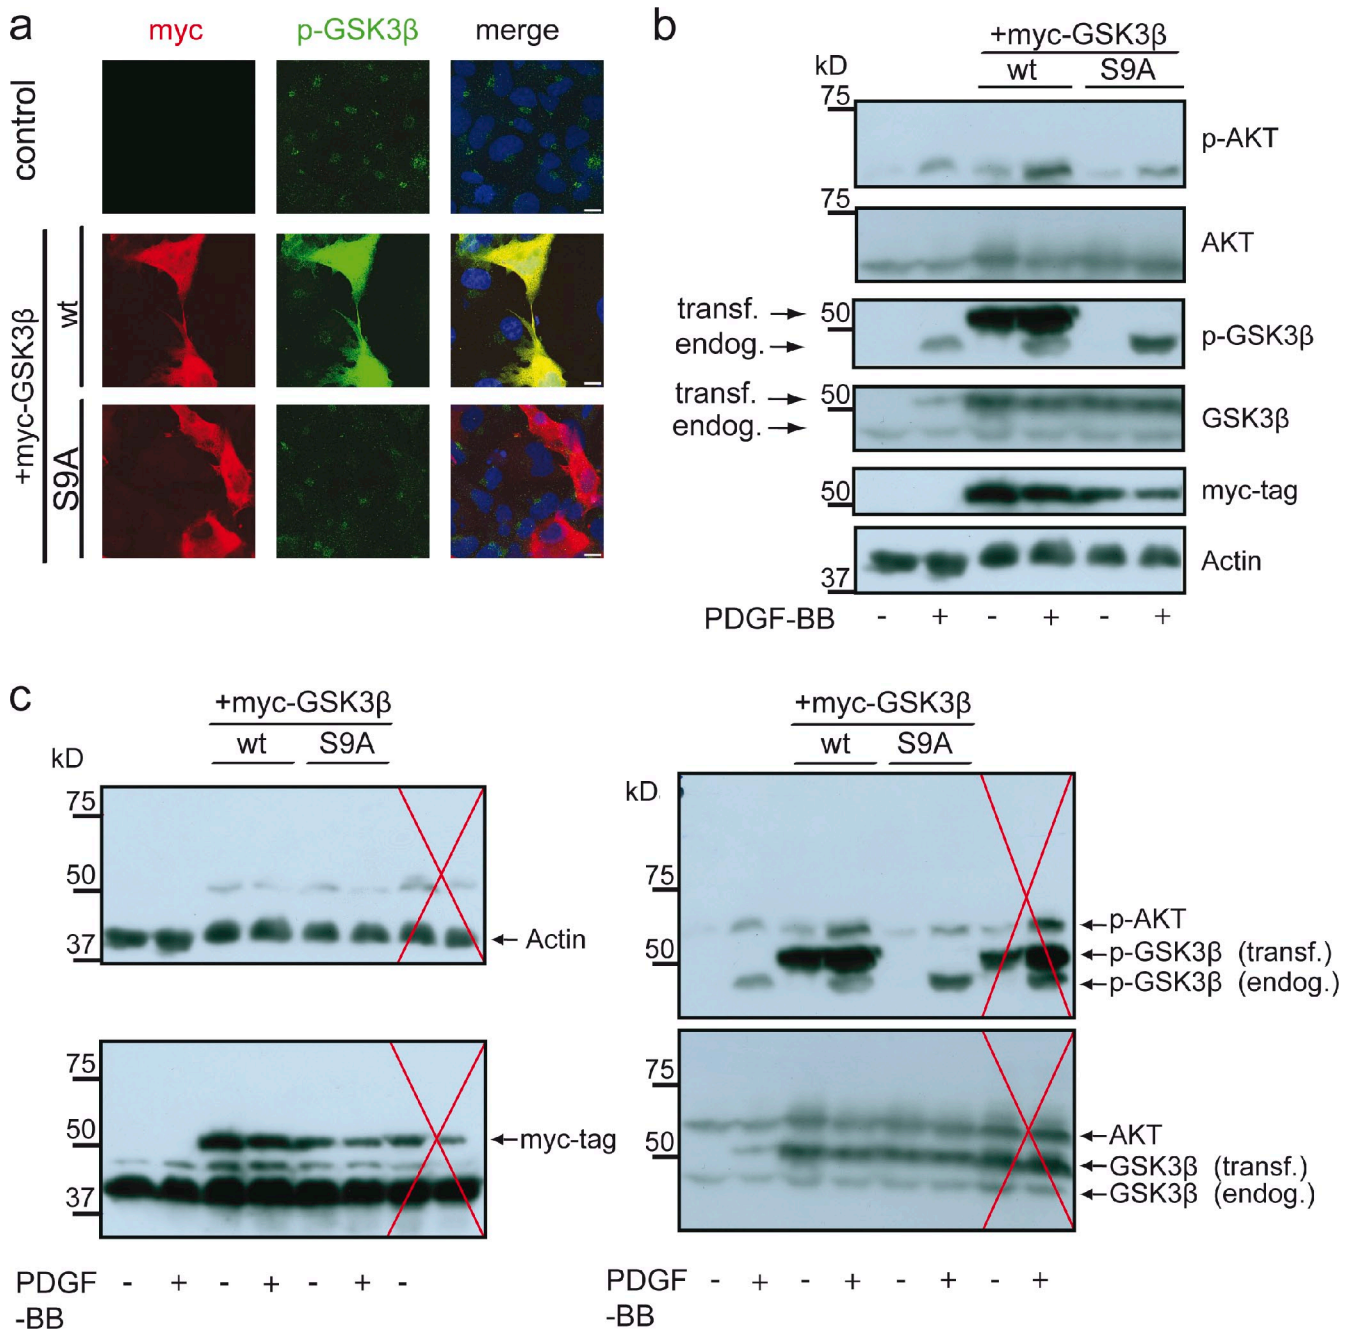 a
myc p-GSK3β merge
control
+myc-GSK3β
wt
S9A
b
+myc-GSK3β
kD wt S9A
75
p-AKT
75
AKT
transf. 50
endog. p-GSK3β
transf. 50
endog. GSK3β
50 myc-tag
Actin
37
PDGF-BB - + - + - +
c
+myc-GSK3β
wt S9A
kD
75
50
37 Actin
75
50 myc-tag
37
PDGF - + - + - + -
-BB
+myc-GSK3β
wt S9A
kD.
75
p-AKT
50 p-GSK3β (transf.)
p-GSK3β (endog.)
75
50 AKT
GSK3β (transf.)
GSK3β (endog.)
PDGF - + - + - + - +
-BB